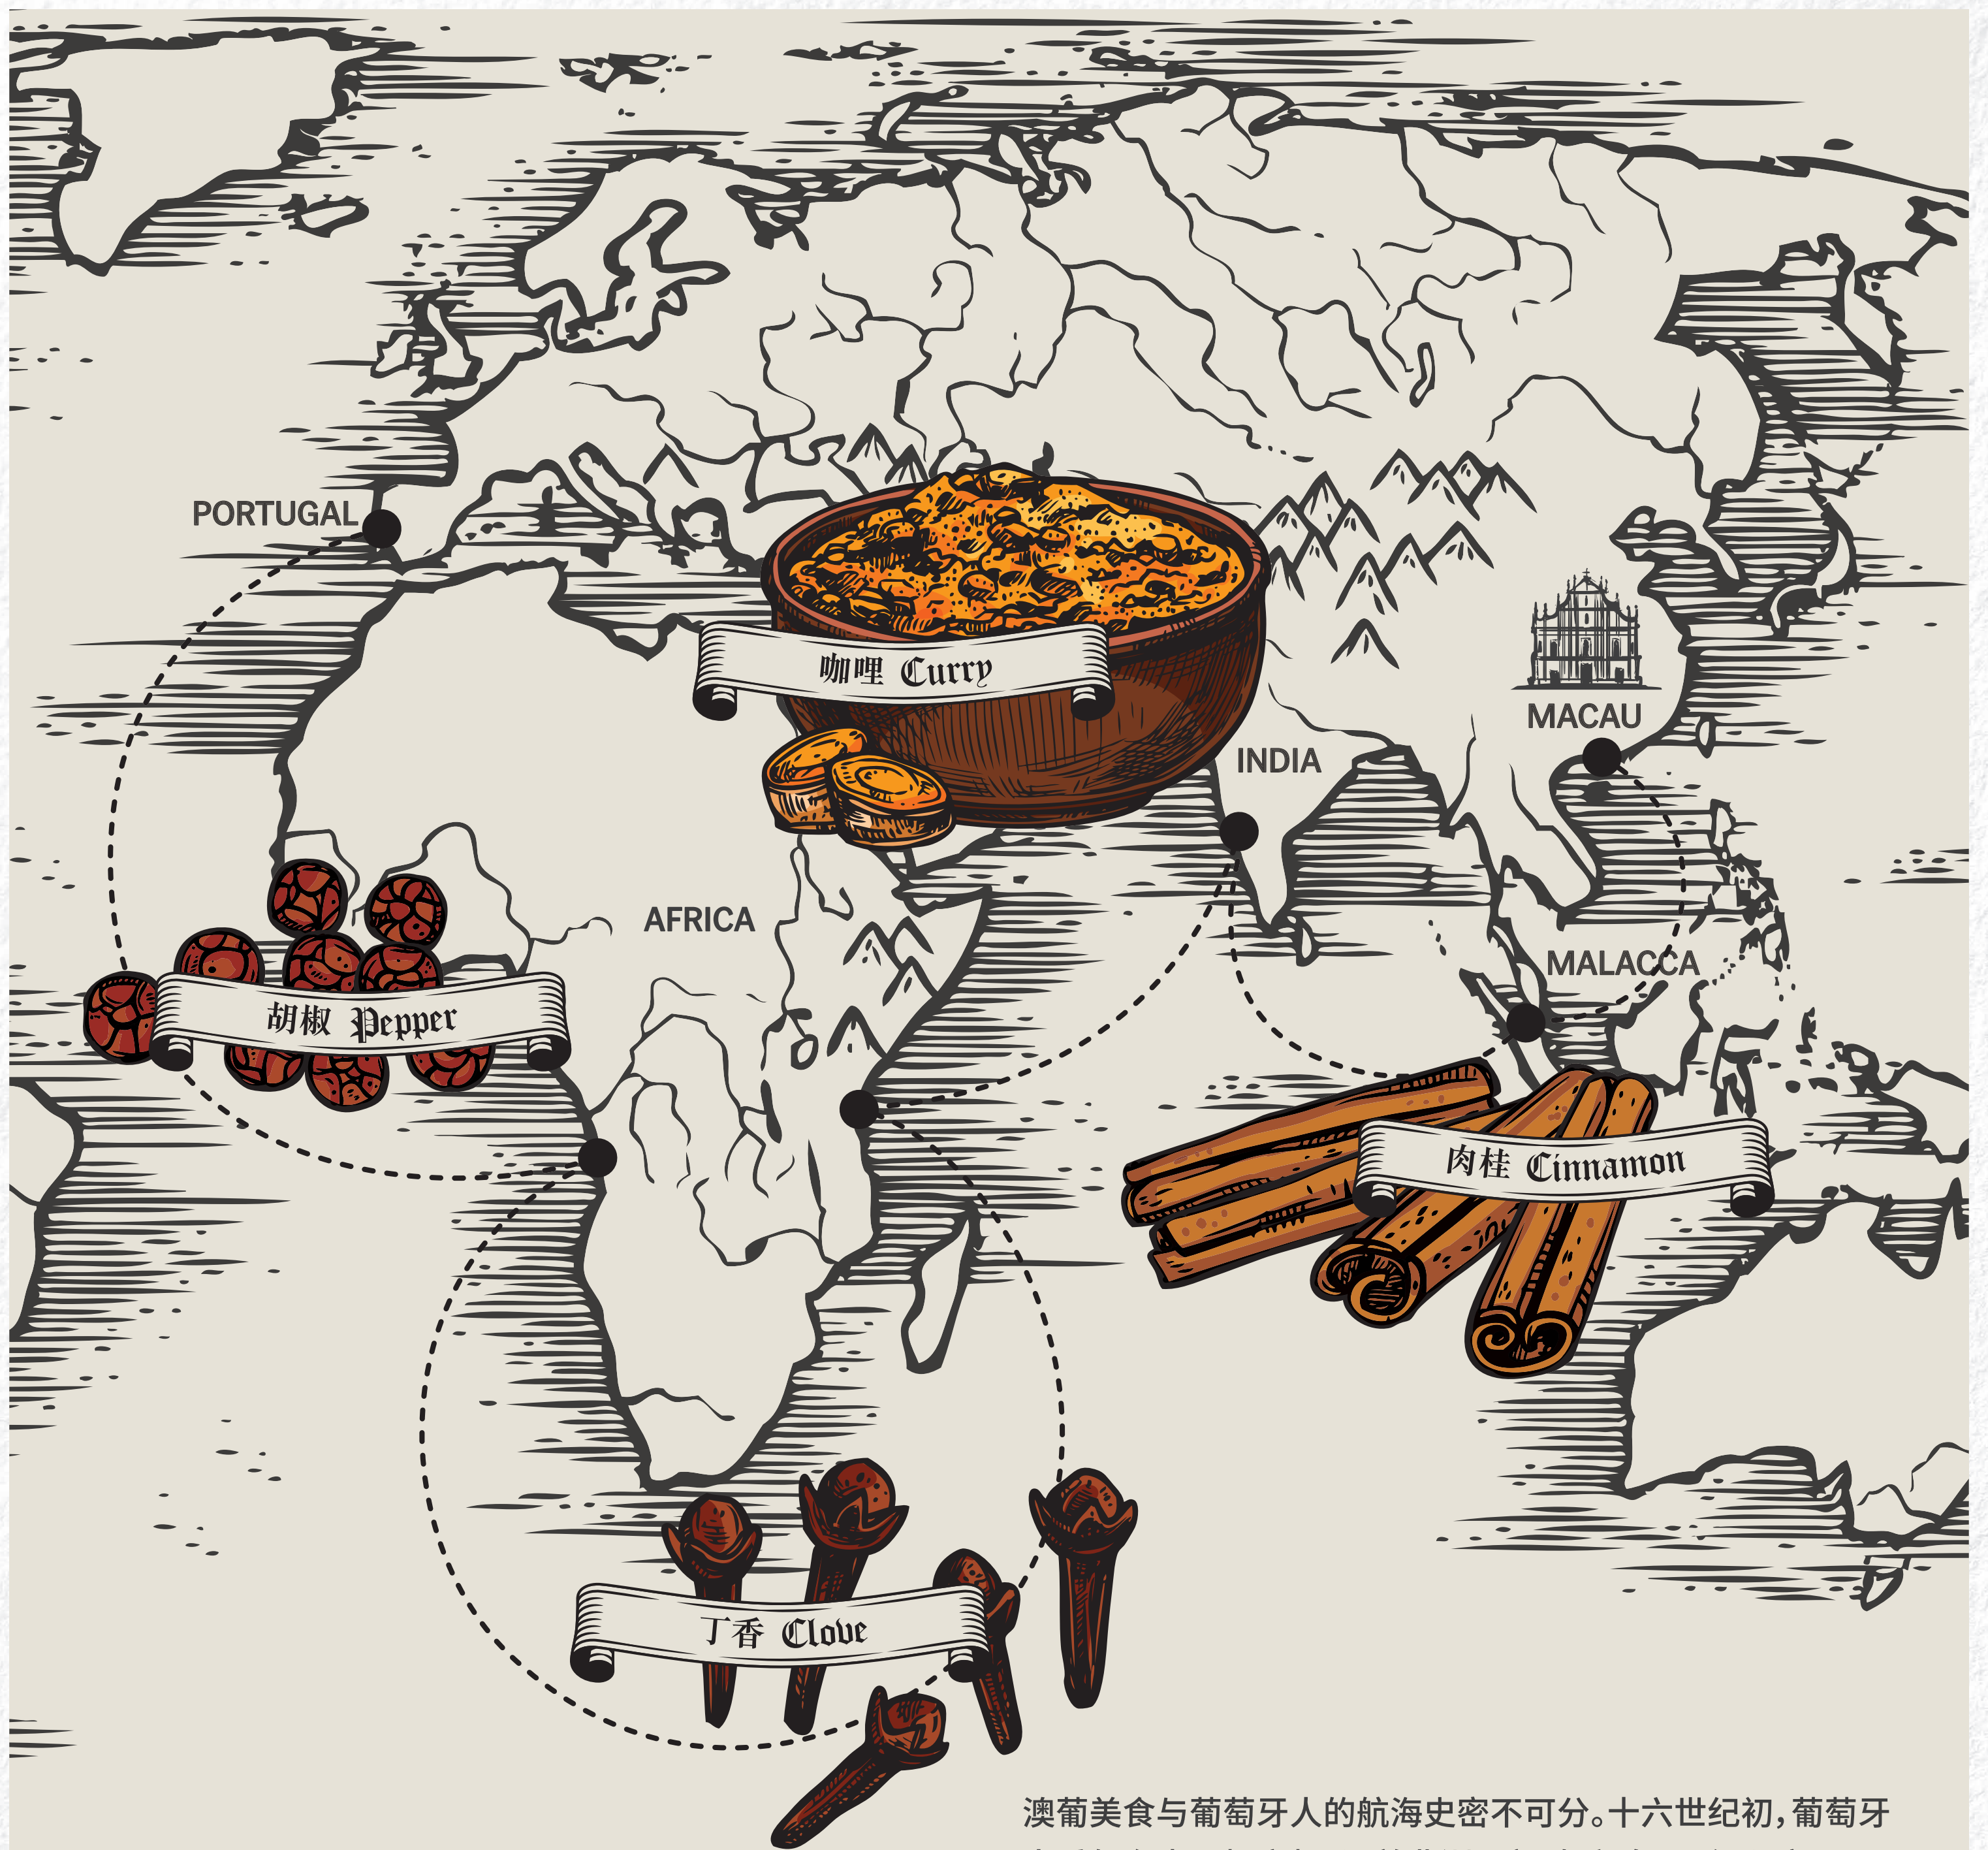 PORTUGAL
咖哩 Curry
MACAU
INDIA
AFRICA
MALACCA
胡椒 Pepper
肉桂 Cinnamon
丁香 Clove
澳葡美食与葡萄牙人的航海史密不可分。十六世纪初，葡萄牙